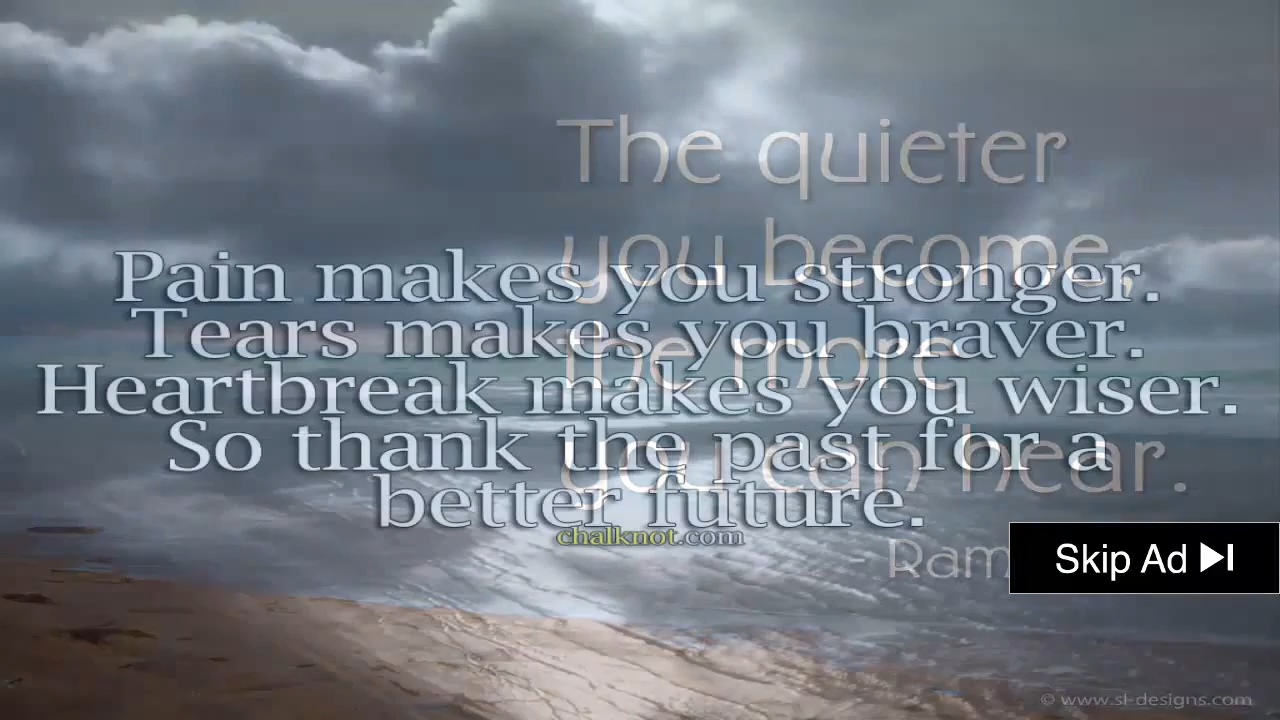 The quieter
you become,
the more
you can hear.
Ram
Pain makes you stronger.
Tears makes you braver.
Heartbreak makes you wiser.
So thank the past for a
better future.
chalknot.com
Skip Ad
© www.sl-designs.com